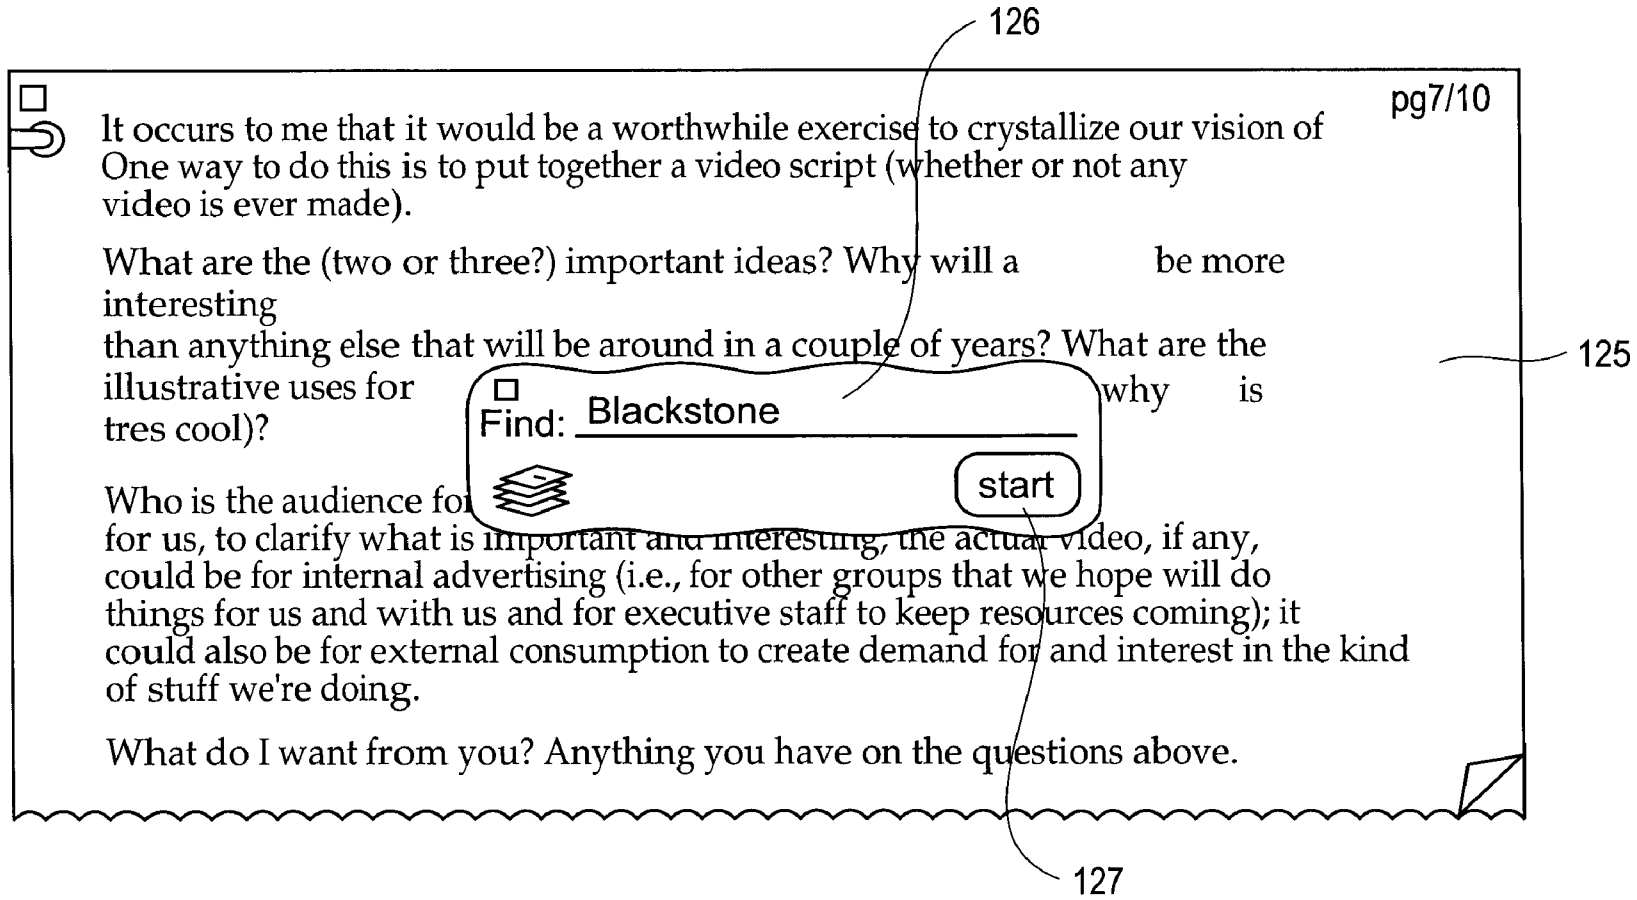 126
pg7/10
It occurs to me that it would be a worthwhile exercise to crystallize our vision of
One way to do this is to put together a video script (whether or not any
video is ever made).
What are the (two or three?) important ideas? Why will a be more
interesting
than anything else that will be around in a couple of years? What are the
125
illustrative uses for why is
tres cool)?
Find: Blackstone
start
Who is the audience for
for us, to clarify what is important and interesting, the actual video, if any,
could be for internal advertising (i.e., for other groups that we hope will do
things for us and with us and for executive staff to keep resources coming); it
could also be for external consumption to create demand for and interest in the kind
of stuff we're doing.
What do I want from you? Anything you have on the questions above.
127